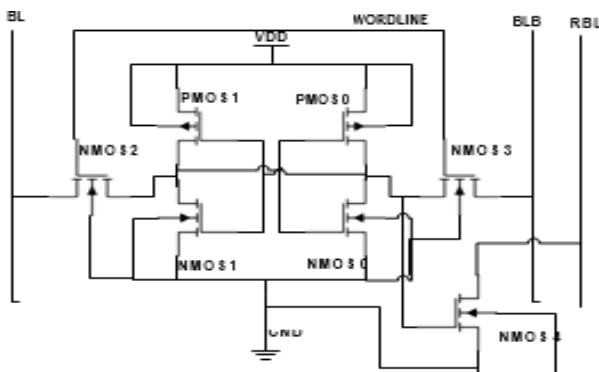 BL
WORDLINE
BLB
RBL
VDD
PMOS1
PMOS0
NMOS2
NMOS3
NMOS1
NMOS0
GND
NMOS4